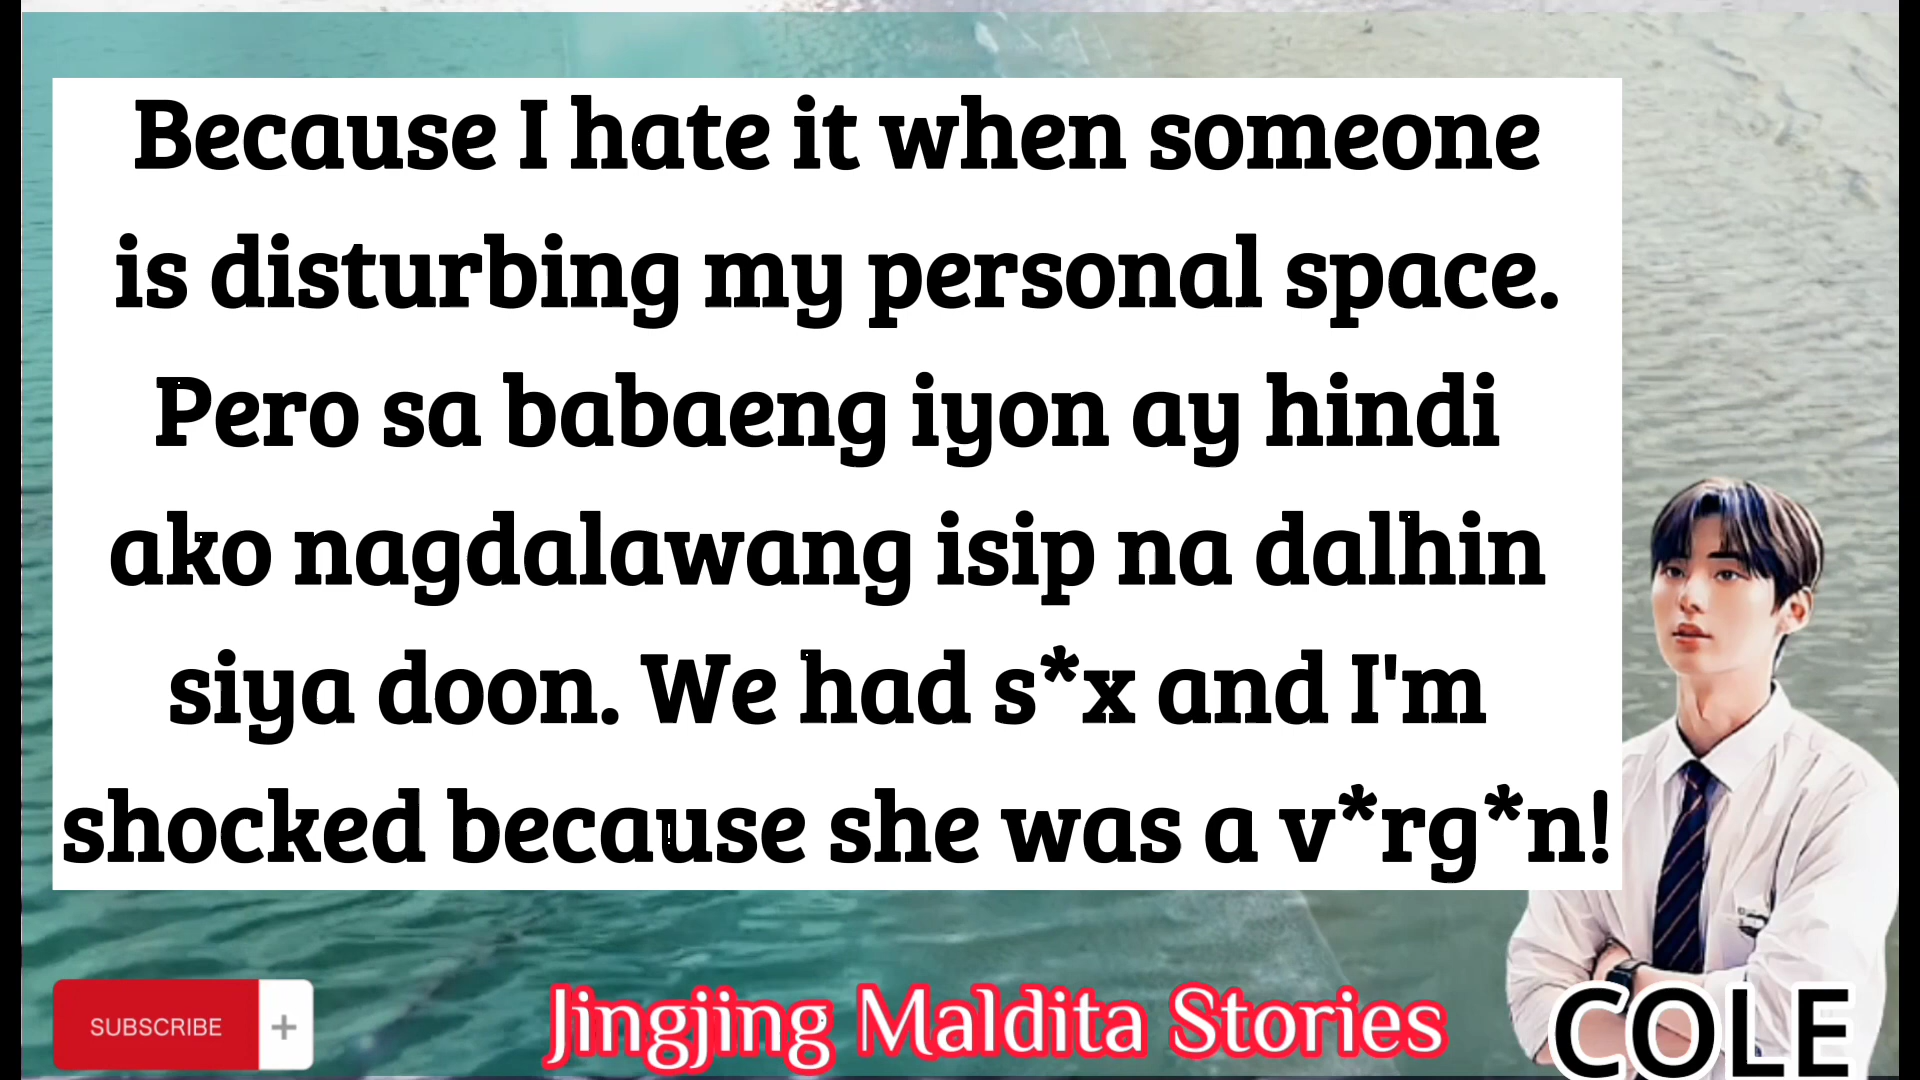 Because I hate it when someone
is disturbing my personal space.
Pero sa babaeng iyon ay hindi
ako nagdalawang isip na dalhin
siya doon. We had s*x and I'm
shocked because she was a v*rg*n!
SUBSCRIBE +
Jingjing Maldita Stories
COLE